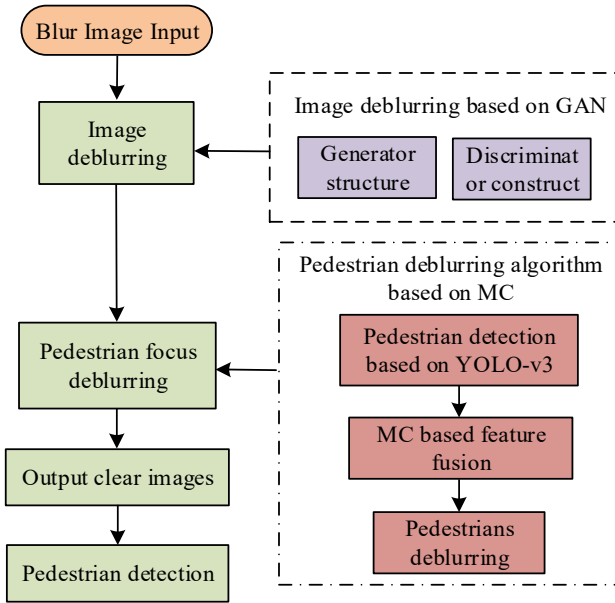 Blur Image Input
Image
deblurring
Image deblurring based on GAN
Generator
structure
Discriminat
or construct
Pedestrian deblurring algorithm
based on MC
Pedestrian focus
deblurring
Pedestrian detection
based on YOLO-v3
MC based feature
fusion
Output clear images
Pedestrians
deblurring
Pedestrian detection